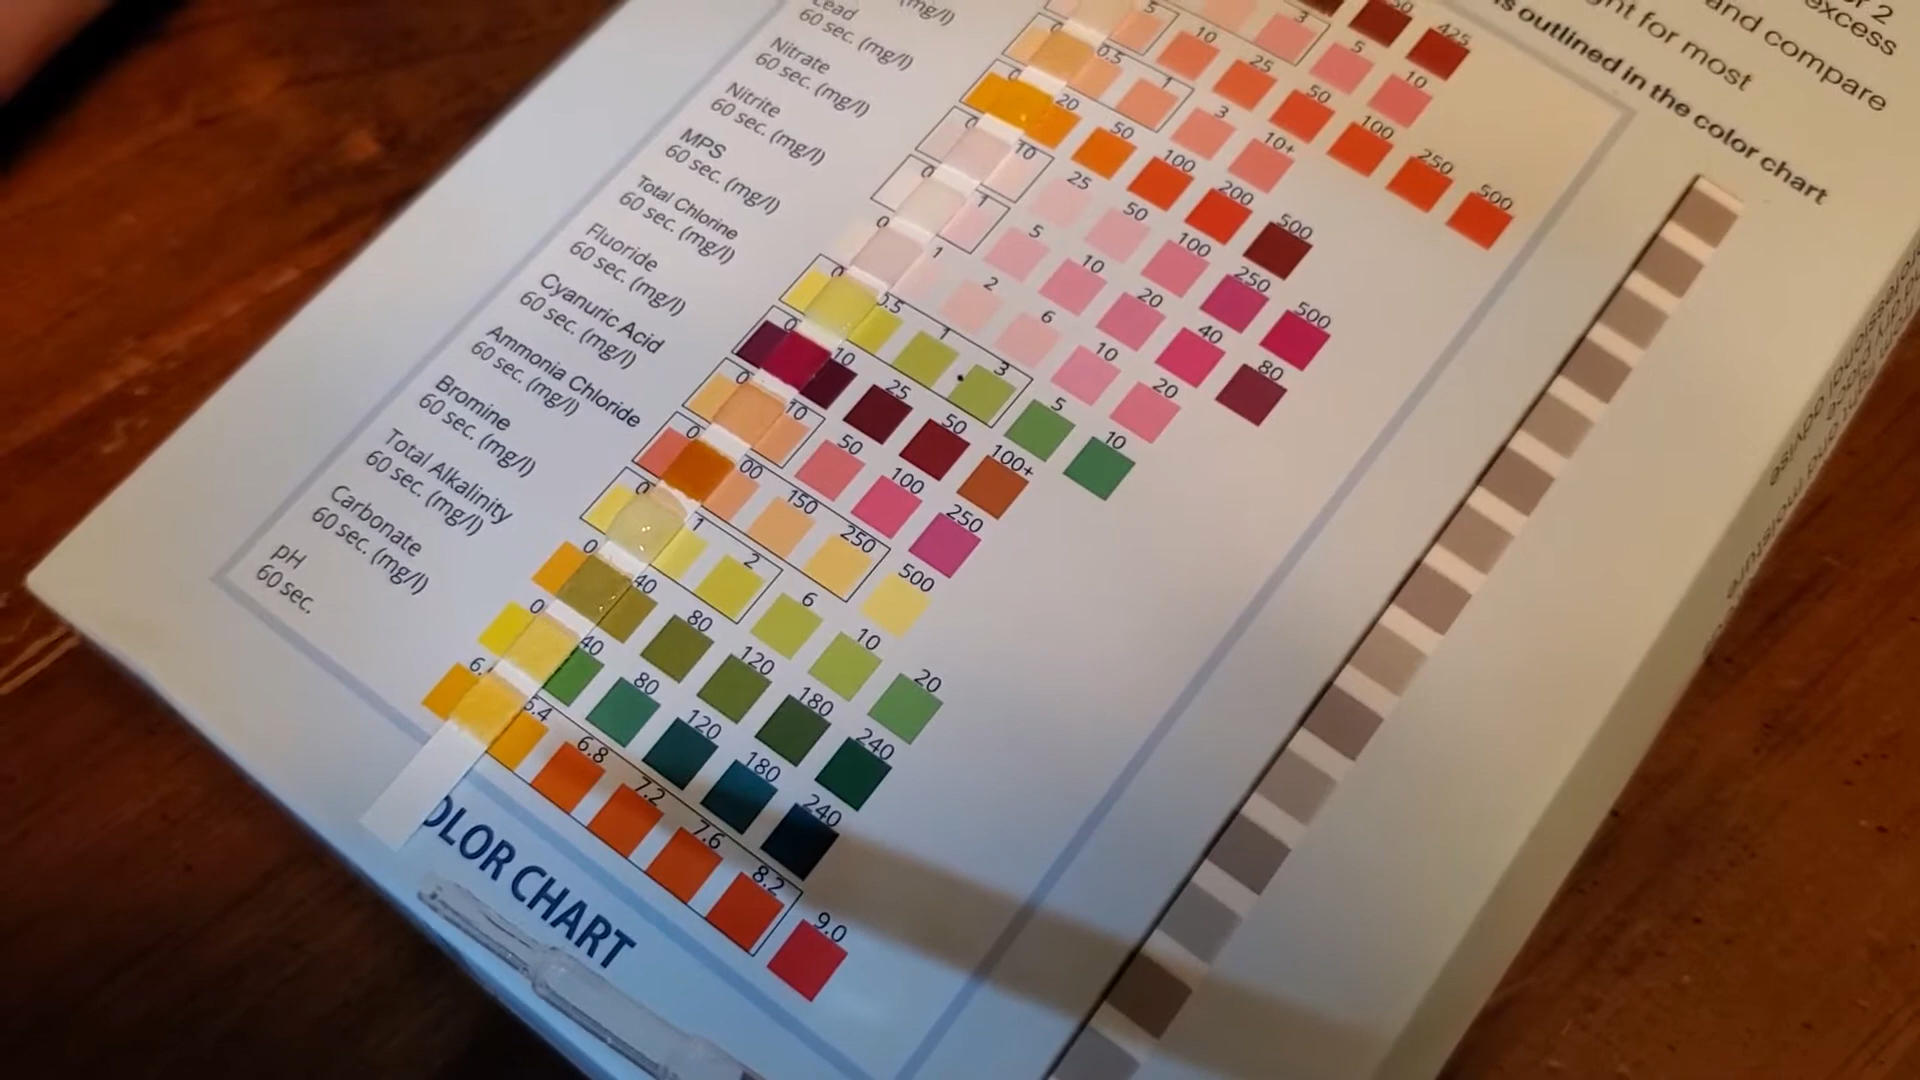 Lead
60 sec. (mg/l)
Nitrate
60 sec. (mg/l)
Nitrite
60 sec. (mg/l)
MPS
60 sec. (mg/l)
Total Chlorine
60 sec. (mg/l)
Fluoride
60 sec. (mg/l)
Cyanuric Acid
60 sec. (mg/l)
Ammonia Chloride
60 sec. (mg/l)
Bromine
60 sec. (mg/l)
Total Alkalinity
60 sec. (mg/l)
Carbonate
60 sec. (mg/l)
pH
60 sec.
(mg/l)
425
5 3 5 10
0 10 25 50 100 250 500
0 0.5 1 3 10+
0 20 50 100 200 500
0 10 25 50 100 250 500
0 1 5 10 20 40 80
0 1 2 6 10 20
0 0.5 1 3 5 10
0 10 25 50 100+
0 10 50 100 250
0 150 250 500
0 1 2 6 10 20
0 40 80 120 180 240
0 40 80 120 180 240
6.8 7.2 7.6 8.2 9.0
OLOR CHART
2
excess
and compare
for most
outlined in the color chart